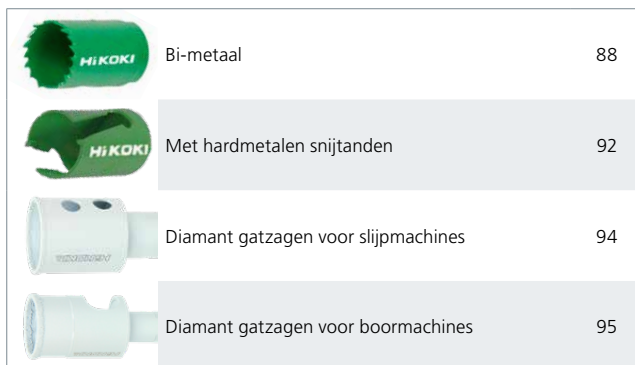 HiKOKI
Bi-metaal 88
HiKOKI
Met hardmetalen snijtanden 92
Diamant gatzagen voor slijpmachines 94
Diamant gatzagen voor boormachines 95